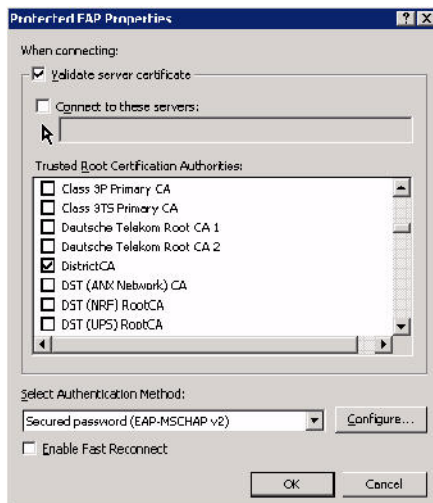 Protected EAP Properties
When connecting:
Validate server certificate
Connect to these servers:
Trusted Root Certification Authorities:
Class 3P Primary CA
Class 3TS Primary CA
Deutsche Telekom Root CA 1
Deutsche Telekom Root CA 2
DistrictCA
DST (ANX Network) CA
DST (NRF) RootCA
DST (UPS) RootCA
Select Authentication Method:
Secured password (EAP-MSCHAP v2)
Configure...
Enable Fast Reconnect
OK
Cancel